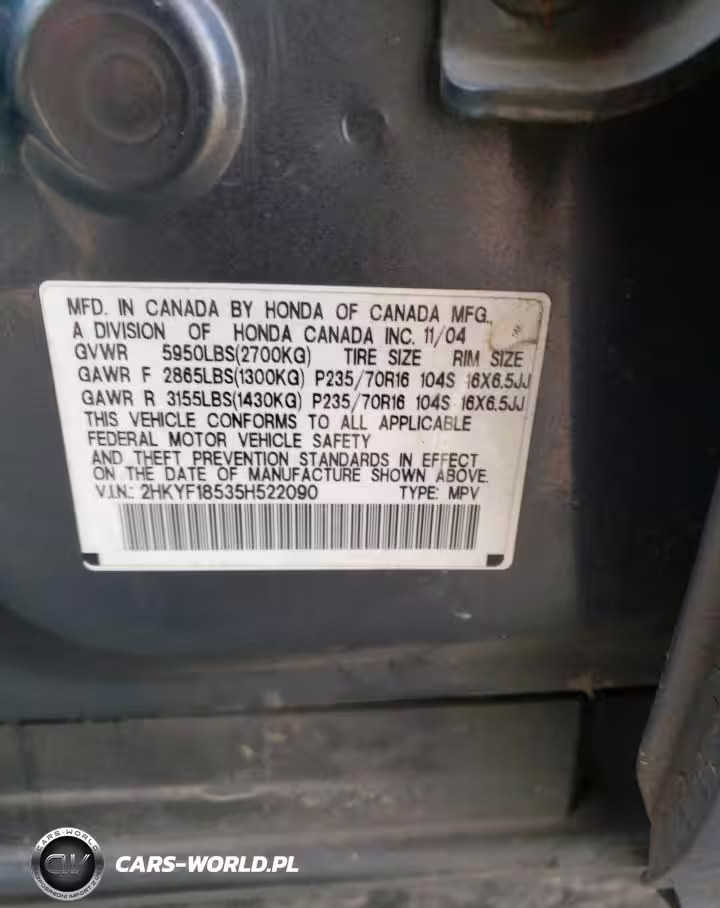 MFD. IN CANADA BY HONDA OF CANADA MFG.,
A DIVISION OF HONDA CANADA INC. 11/04
GVWR 5950LBS(2700KG) TIRE SIZE RIM SIZE
GAWR F 2865LBS(1300KG) P235/70R16 104S 16X6.5JJ
GAWR R 3155LBS(1430KG) P235/70R16 104S 16X6.5JJ
THIS VEHICLE CONFORMS TO ALL APPLICABLE
FEDERAL MOTOR VEHICLE SAFETY
AND THEFT PREVENTION STANDARDS IN EFFECT
ON THE DATE OF MANUFACTURE SHOWN ABOVE.
V.I.N.: 2HKYF18535H522090 TYPE: MPV
CARS-WORLD
CW
CARS-WORLD.PL